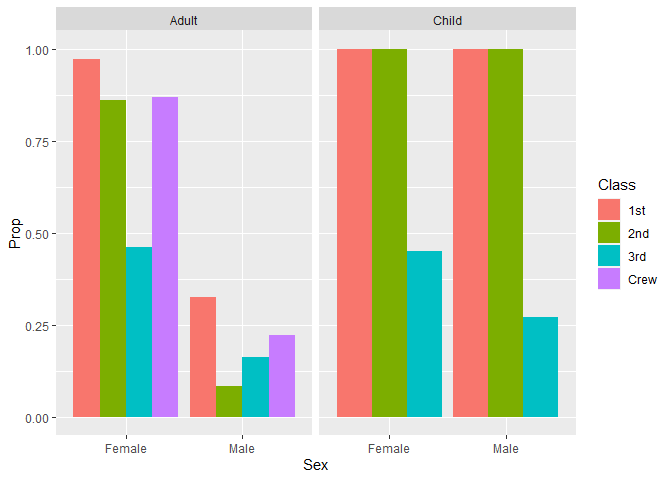 Adult Child
1.00
0.75
0.50
0.25
0.00
Prop
Female Male Female Male
Sex
Class
1st
2nd
3rd
Crew